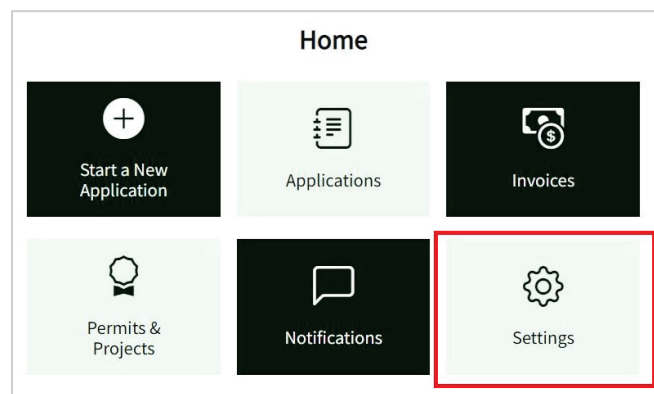 Home
Start a New
Application
Applications
Invoices
Permits &
Projects
Notifications
Settings